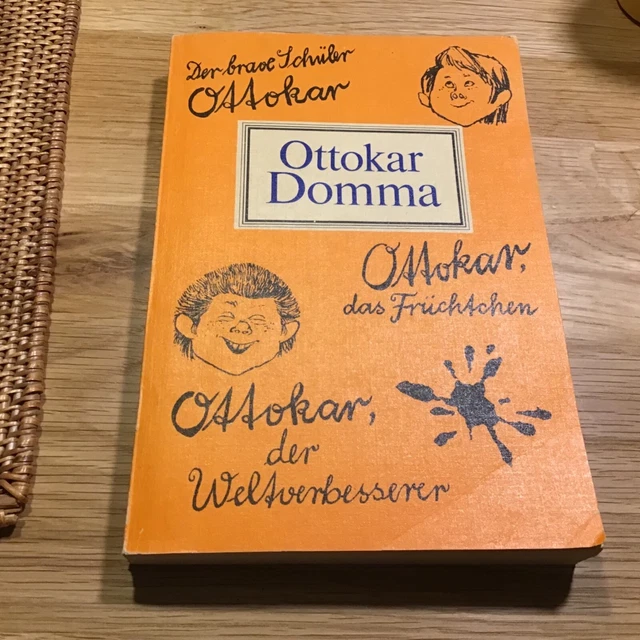 Der brave Schüler
Ottokar
Ottokar
Domma
Ottokar,
das Früchtchen
Ottokar,
der
Weltverbesserer